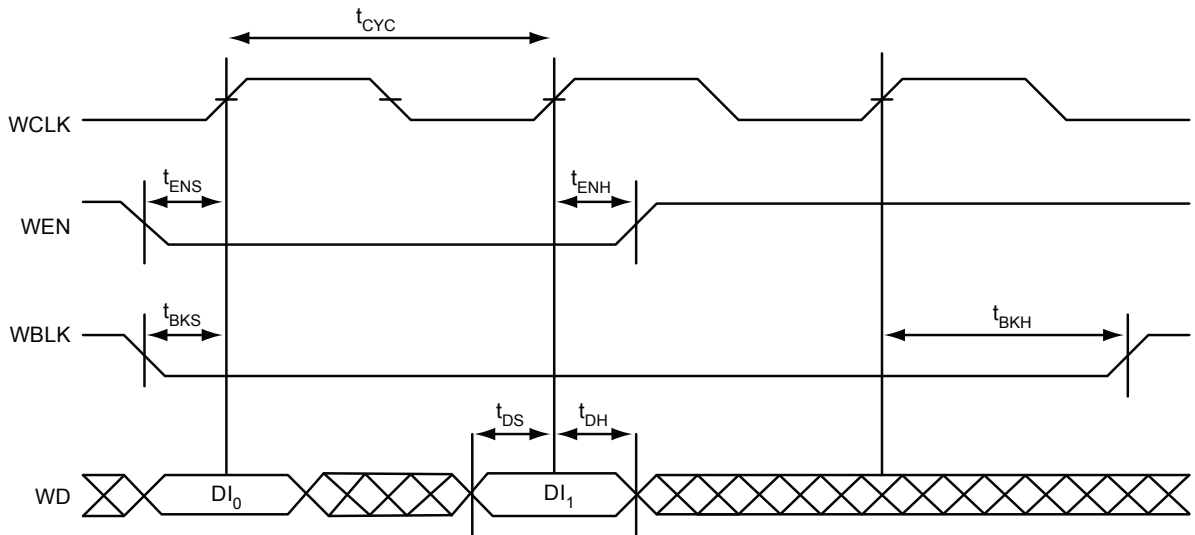 tCYC
WCLK
tENS
tENH
WEN
tBKS
tBKH
WBLK
tDS
tDH
WD
DI0
DI1